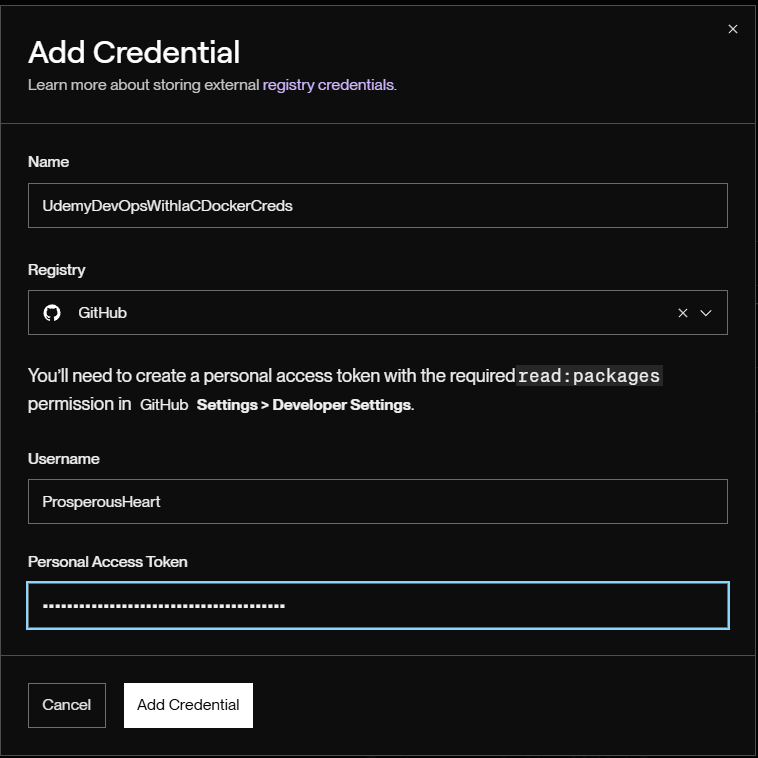 Add Credential
Learn more about storing external registry credentials.
Name
UdemyDevOpsWithIaCDockerCreds
Registry
GitHub
You'll need to create a personal access token with the required read:packages
permission in GitHub Settings > Developer Settings.
Username
ProsperousHeart
Personal Access Token
Cancel
Add Credential